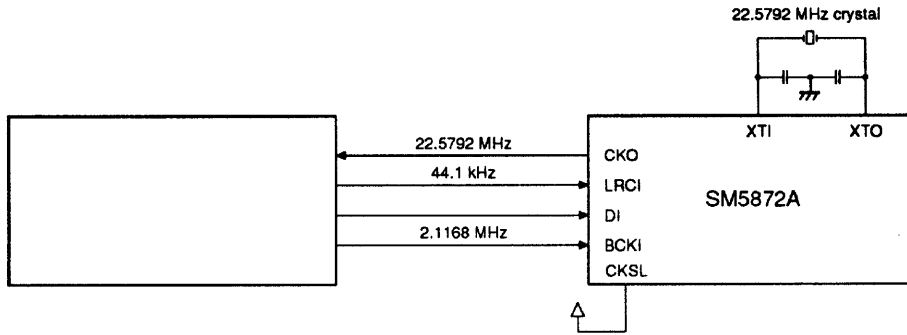 22.5792 MHz crystal
XTI
XTO
22.5792 MHz
CKO
44.1 kHz
LRCI
SM5872A
DI
2.1168 MHz
BCKI
CKSL